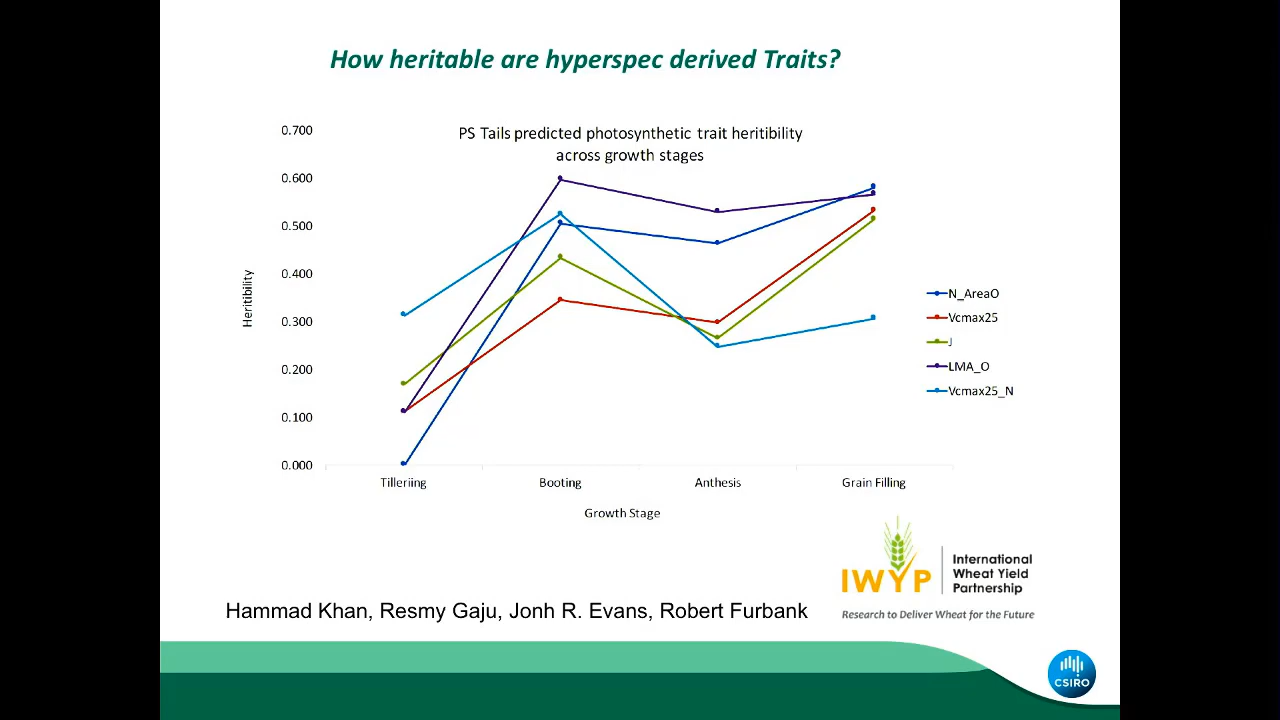 How heritable are hyperspec derived Traits?
PS Tails predicted photosynthetic trait heritibility
across growth stages
0.700
0.600
0.500
0.400
0.300
0.200
0.100
0.000
Heritibility
Tilleriing
Booting
Anthesis
Grain Filling
Growth Stage
N_AreaO
Vcmax25
J
LMA_O
Vcmax25_N
IWYP
International
Wheat Yield
Partnership
Research to Deliver Wheat for the Future
Hammad Khan, Resmy Gaju, Jonh R. Evans, Robert Furbank
CSIRO